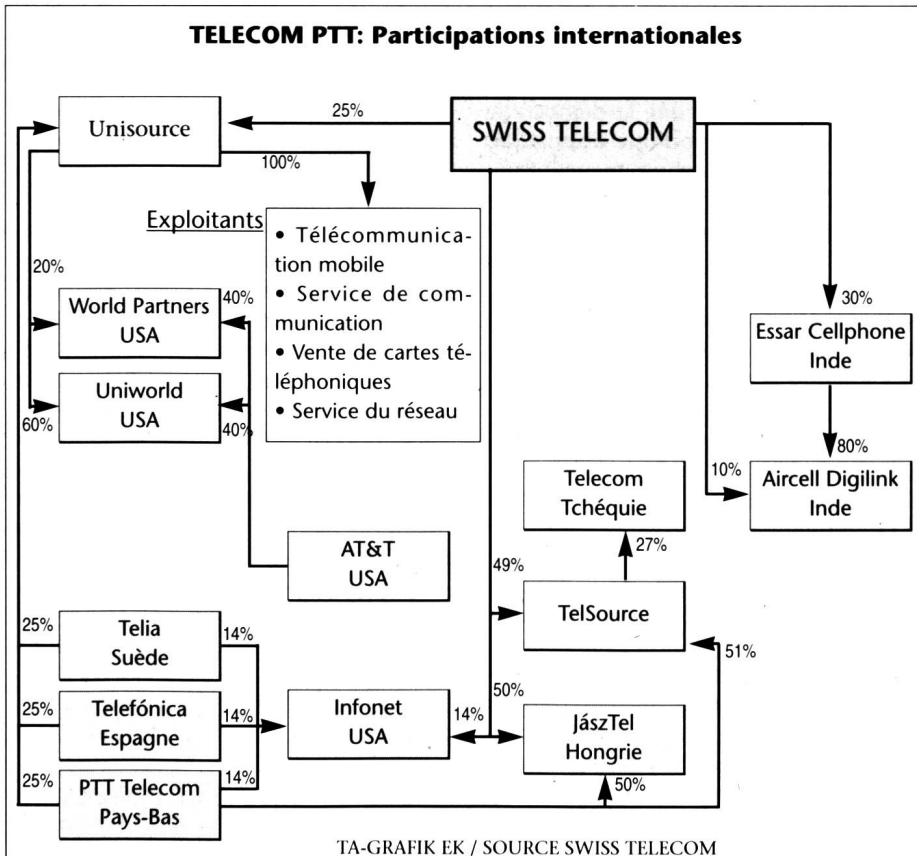 TELECOM PTT: Participations internationales
25%
Unisource
SWISS TELECOM
100%
Exploitants
• Télécommunica-
tion mobile
• Service de com-
munication
• Vente de cartes té-
léphoniques
• Service du réseau
20%
40%
World Partners
USA
30%
Essar Cellphone
Inde
Uniworld
USA
60%
40%
80%
10%
Aircell Digilink
Inde
Telecom
Tchéquie
27%
AT&T
USA
49%
TelSource
51%
25%
Telia
Suède
14%
25%
Telefónica
Espagne
14%
Infonet
USA
14%
50%
JászTel
Hongrie
50%
25%
PTT Telecom
Pays-Bas
14%
TA-GRAFIK EK / SOURCE SWISS TELECOM